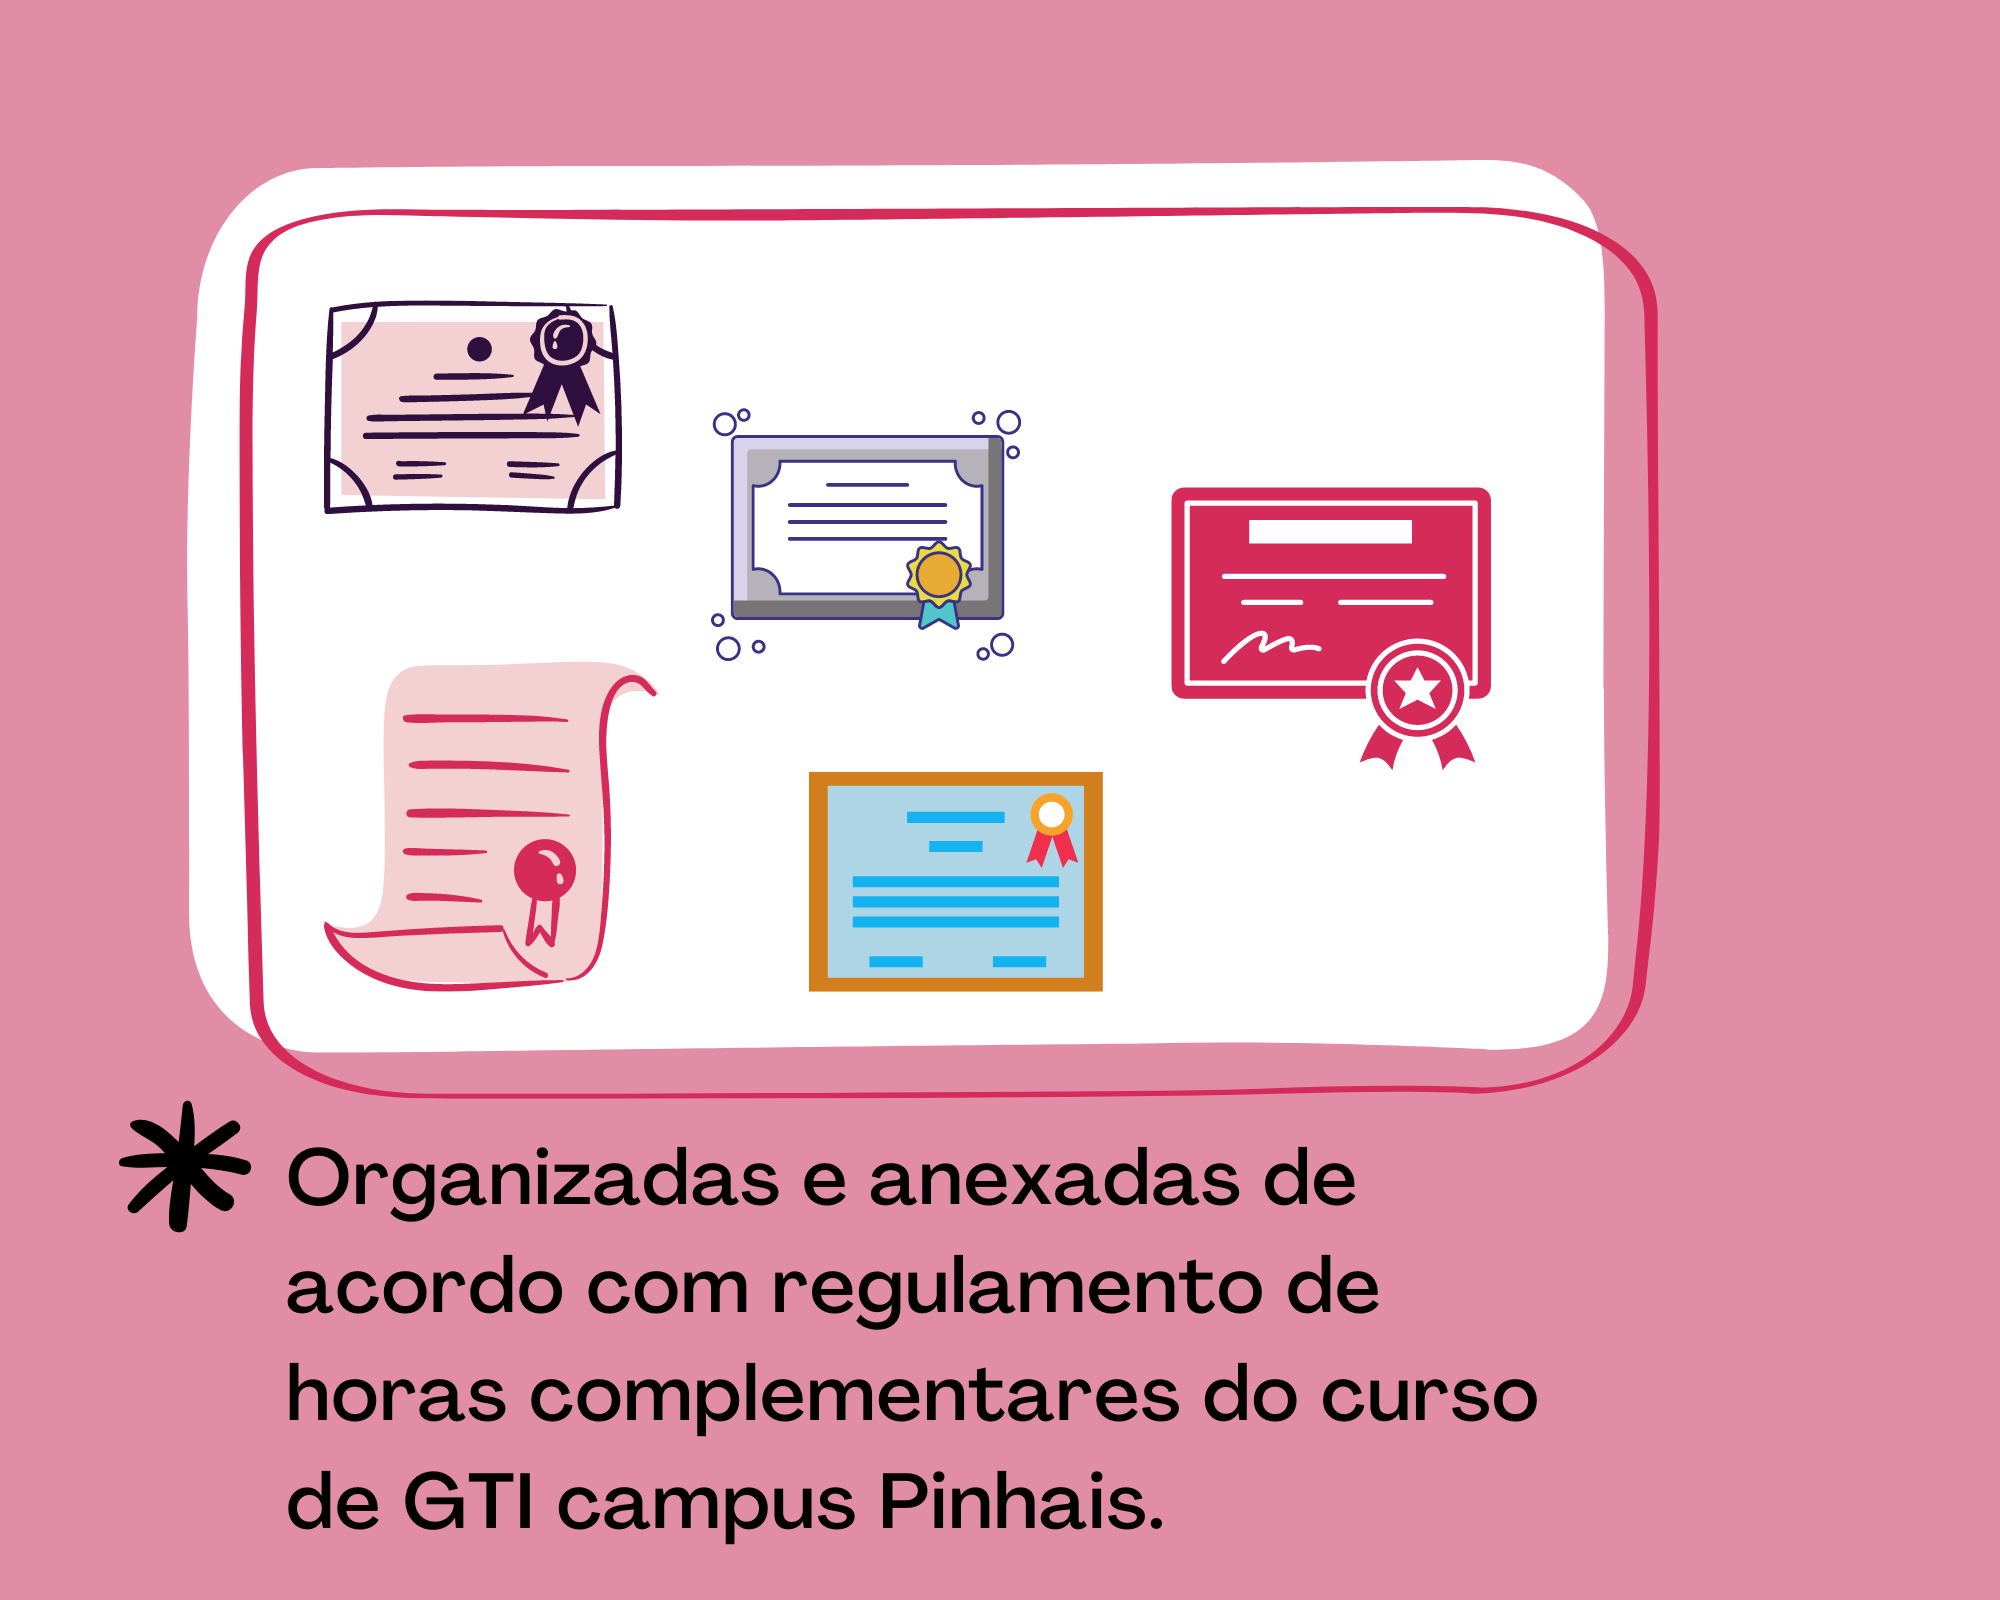 Organizadas e anexadas de
acordo com regulamento de
horas complementares do curso
de GTI campus Pinhais.